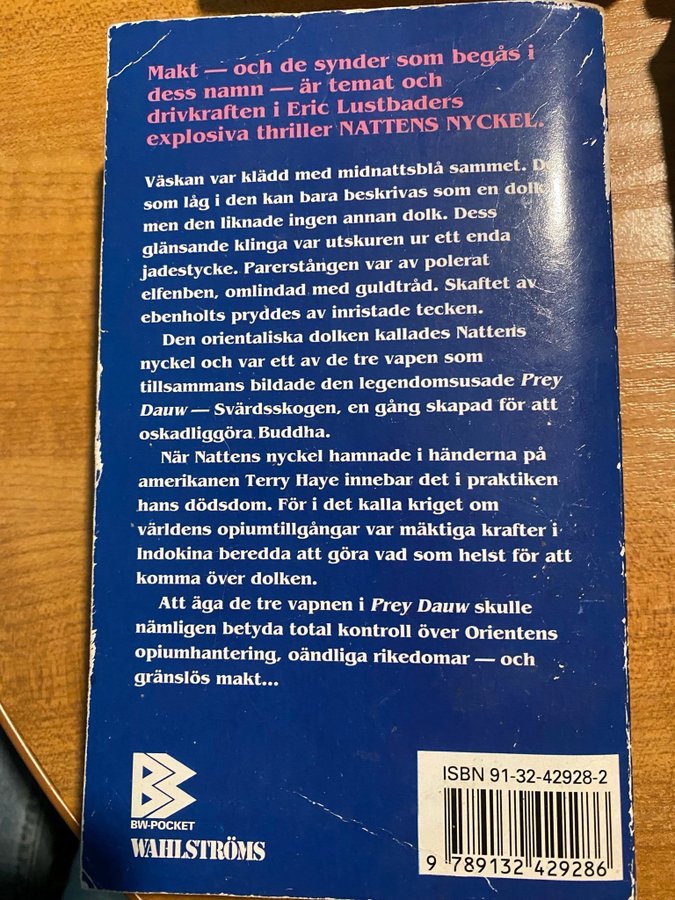 Makt — och de synder som begås i
dess namn — är temat och
drivkraften i Eric Lustbaders
explosiva thriller NATTENS NYCKEL.
Väskan var klädd med midnattsblå sammet.
som låg i den kan bara beskrivas som en dolk
men den liknade ingen annan dolk. Dess
glänsande klinga var utskuren ur ett enda
jadestycke. Parerstången var av polerat
elfenben, omlindad med guldtråd. Skaftet av
ebenholts pryddes av inristade tecken.
Den orientaliska dolken kallades Nattens
nyckel och var ett av de tre vapen som
tillsammans bildade den legendomsusade Prey
Dauw — Svärdsskogen, en gång skapad för att
oskadliggöra Buddha.
När Nattens nyckel hamnade i händerna på
amerikanen Terry Haye innebar det i praktiken
hans dödsdom. För i det kalla kriget om
världens opiumtillgångar var mäktiga krafter i
Indokina beredda att göra vad som helst för att
komma över dolken.
Att äga de tre vapnen i Prey Dauw skulle
nämligen betyda total kontroll över Orientens
opiumhantering, oändliga rikedomar — och
gränslös makt...
BW-POCKET
WAHLSTRÖMS
ISBN 91-32-42928-2
9 789132 429286